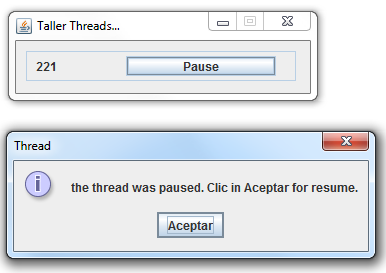 Taller Threads...
221 Pause
Thread
the thread was paused. Clic in Aceptar for resume.
Aceptar